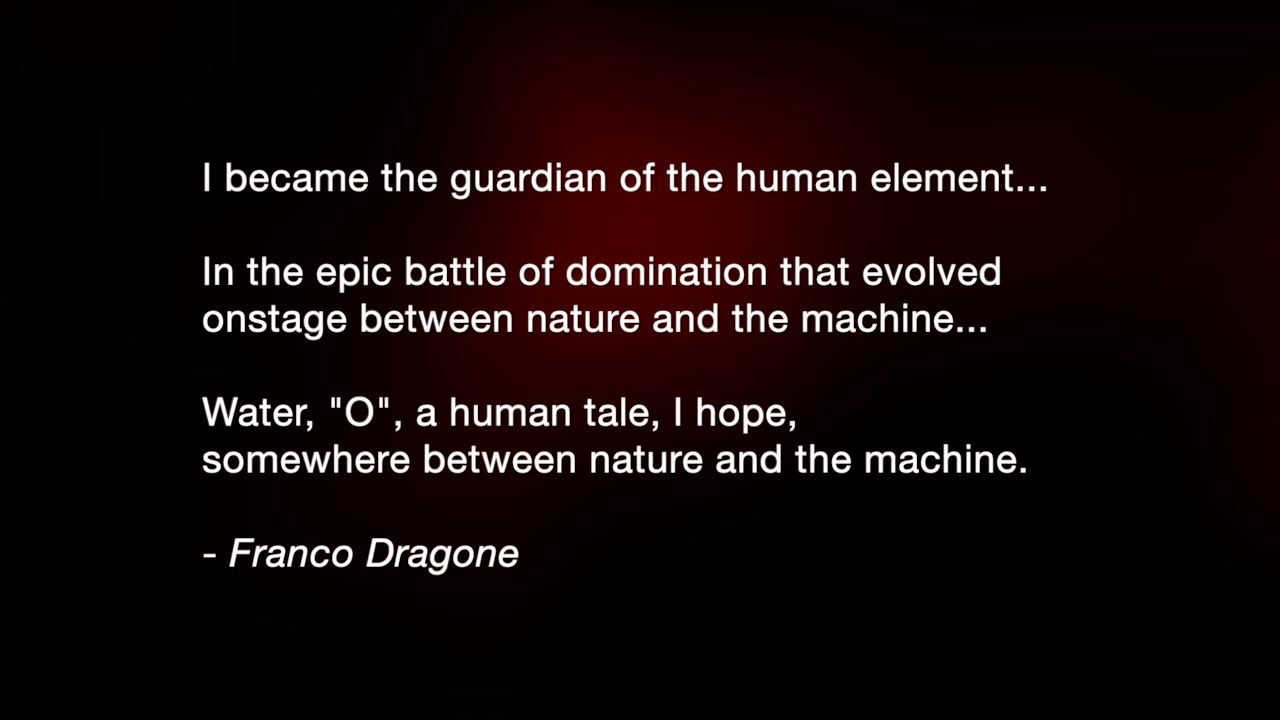 I became the guardian of the human element...
In the epic battle of domination that evolved
onstage between nature and the machine...
Water, "O", a human tale, I hope,
somewhere between nature and the machine.
- Franco Dragone